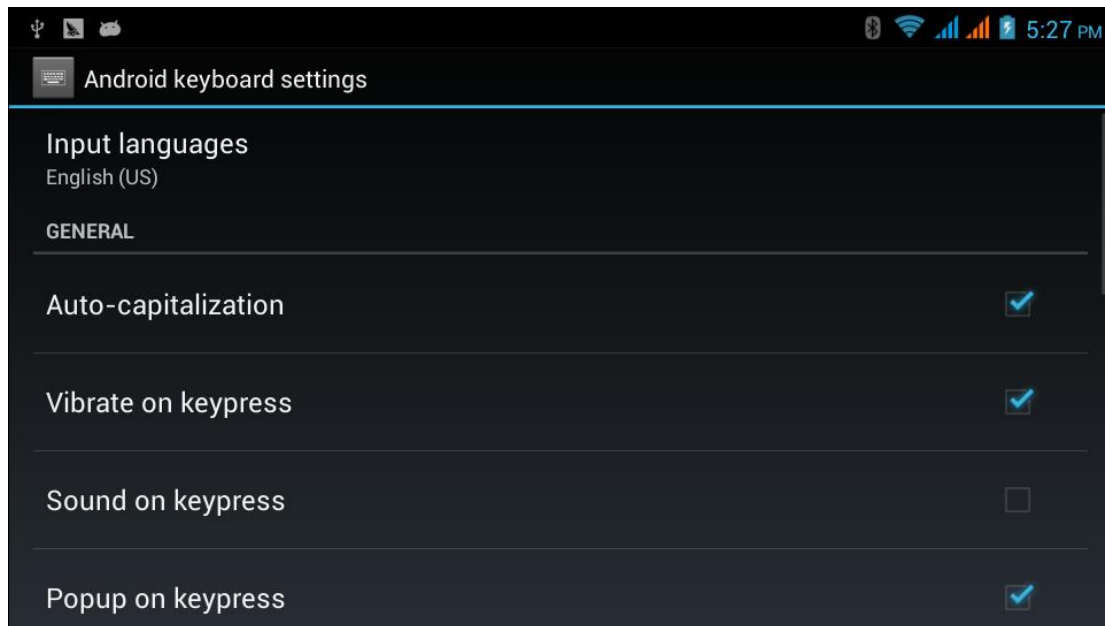 5:27 PM
Android keyboard settings
Input languages
English (US)
GENERAL
Auto-capitalization
Vibrate on keypress
Sound on keypress
Popup on keypress